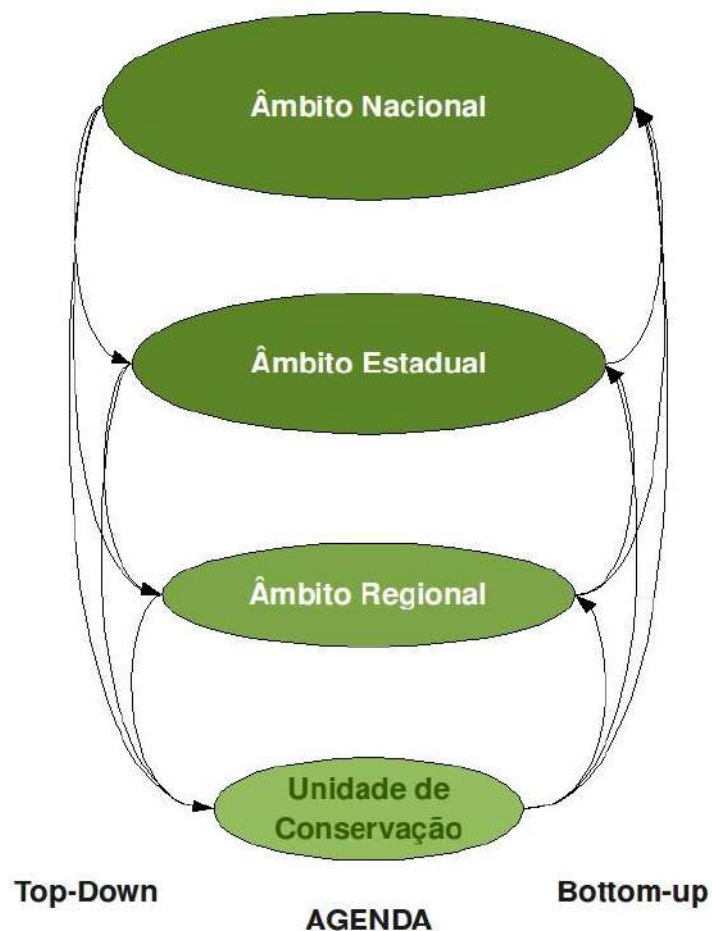 Âmbito Nacional
Âmbito Estadual
Âmbito Regional
Unidade de
Conservação
Top-Down
Bottom-up
AGENDA